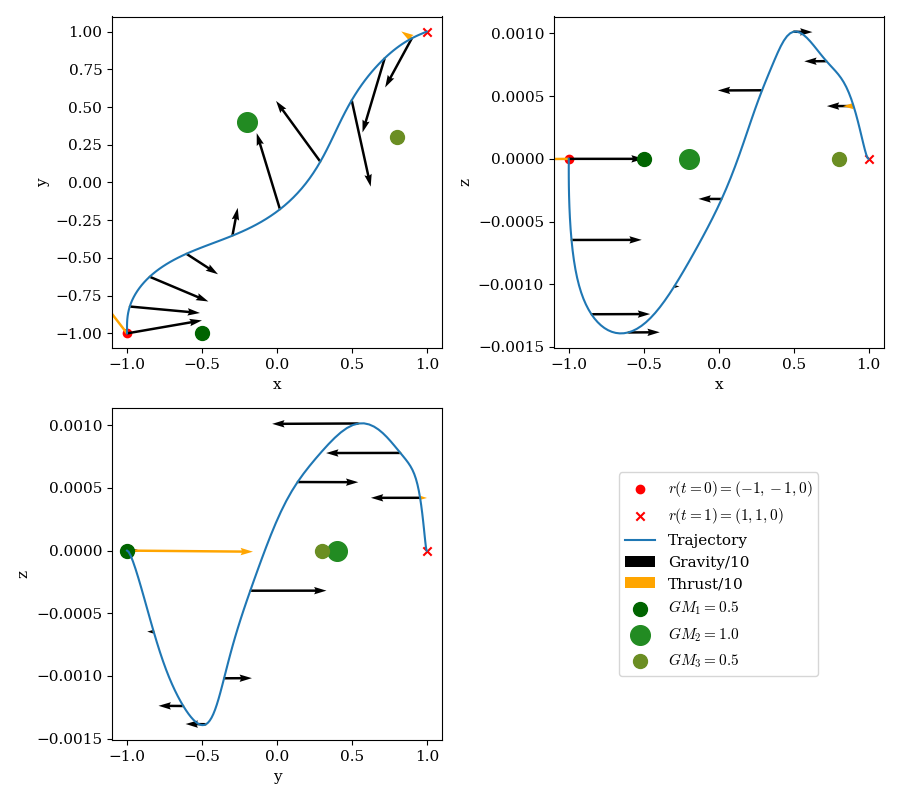 1.00
0.75
0.50
0.25
0.00
−0.25
−0.50
−0.75
−1.00
y
−1.0 −0.5 0.0 0.5 1.0
x
0.0010
0.0005
0.0000
−0.0005
−0.0010
−0.0015
z
−1.0 −0.5 0.0 0.5 1.0
x
0.0010
0.0005
0.0000
−0.0005
−0.0010
−0.0015
z
−1.0 −0.5 0.0 0.5 1.0
y
r(t = 0) = (−1, −1, 0)
r(t = 1) = (1, 1, 0)
Trajectory
Gravity/10
Thrust/10
GM₁ = 0.5
GM₂ = 1.0
GM₃ = 0.5